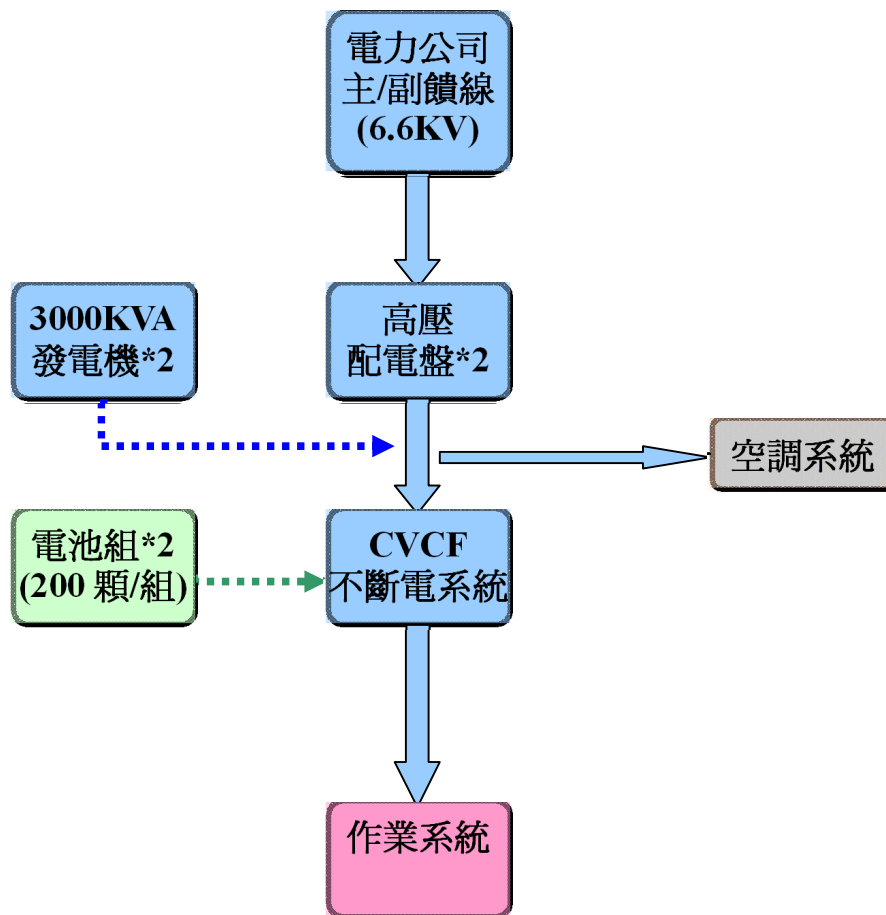 電力公司
主/副饋線
(6.6KV)
3000KVA
發電機*2
高壓
配電盤*2
空調系統
電池組*2
(200 顆/組)
CVCF
不斷電系統
作業系統